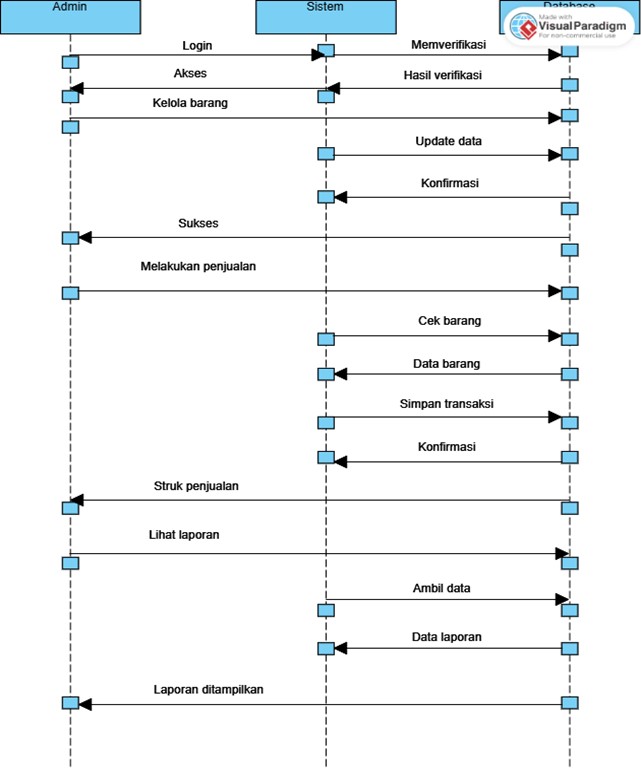 Admin
Sistem
Database
Made with
Visual Paradigm
For non-commercial use
Login
Memverifikasi
Akses
Hasil verifikasi
Kelola barang
Update data
Konfirmasi
Sukses
Melakukan penjualan
Cek barang
Data barang
Simpan transaksi
Konfirmasi
Struk penjualan
Lihat laporan
Ambil data
Data laporan
Laporan ditampilkan